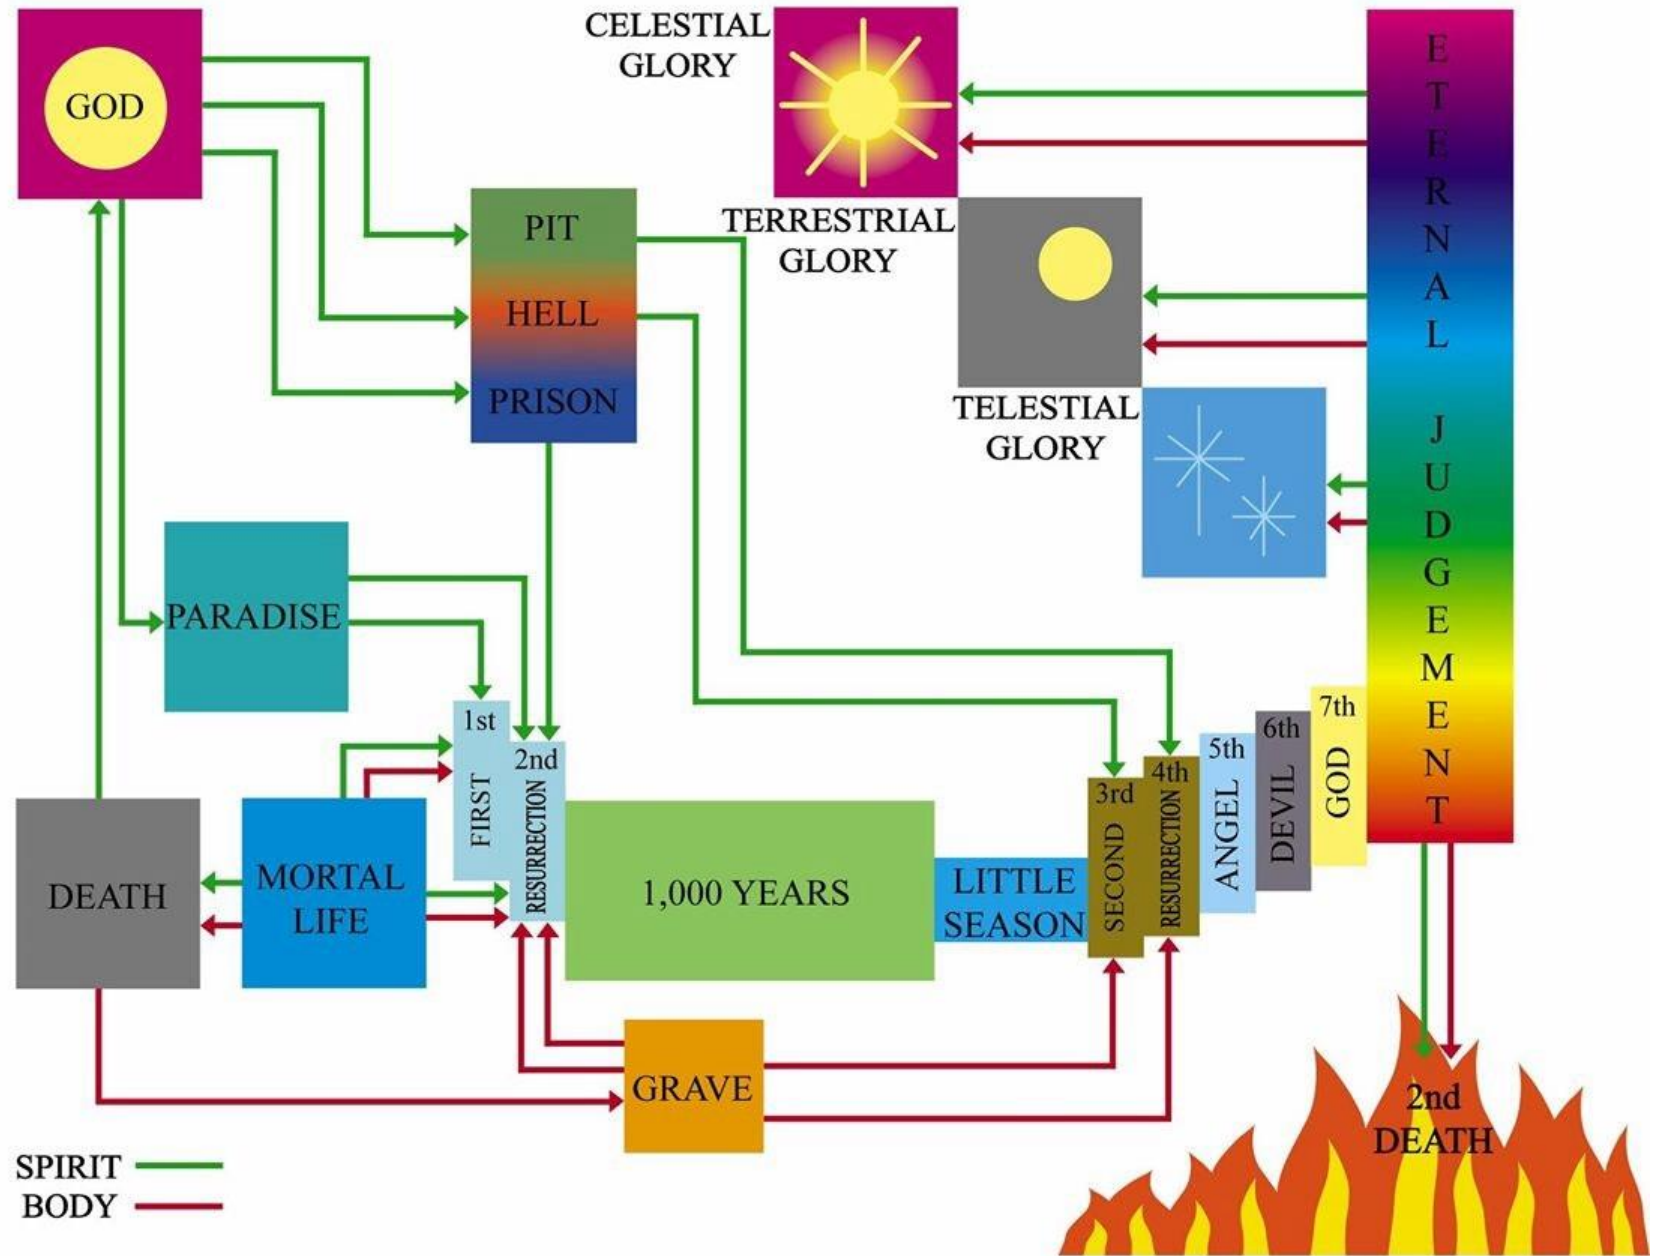 GOD
CELESTIAL
GLORY
TERRESTRIAL
GLORY
TELESTIAL
GLORY
ETERNAL JUDGEMENT
PIT
HELL
PRISON
PARADISE
DEATH
MORTAL
LIFE
1st
FIRST
2nd
RESURRECTION
1,000 YEARS
LITTLE
SEASON
3rd
SECOND
4th
RESURRECTION
5th
ANGEL
6th
DEVIL
7th
GOD
GRAVE
2nd
DEATH
SPIRIT
BODY